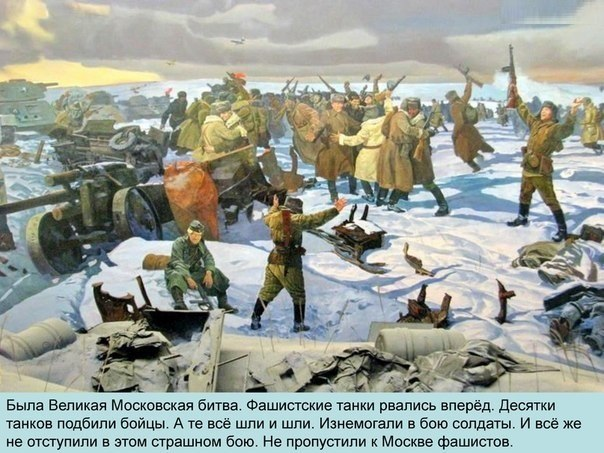 Была Великая Московская битва. Фашистские танки рвались вперёд. Десятки
танков подбили бойцы. А те всё шли и шли. Изнемогали в бою солдаты. И всё же
не отступили в этом страшном бою. Не пропустили к Москве фашистов.